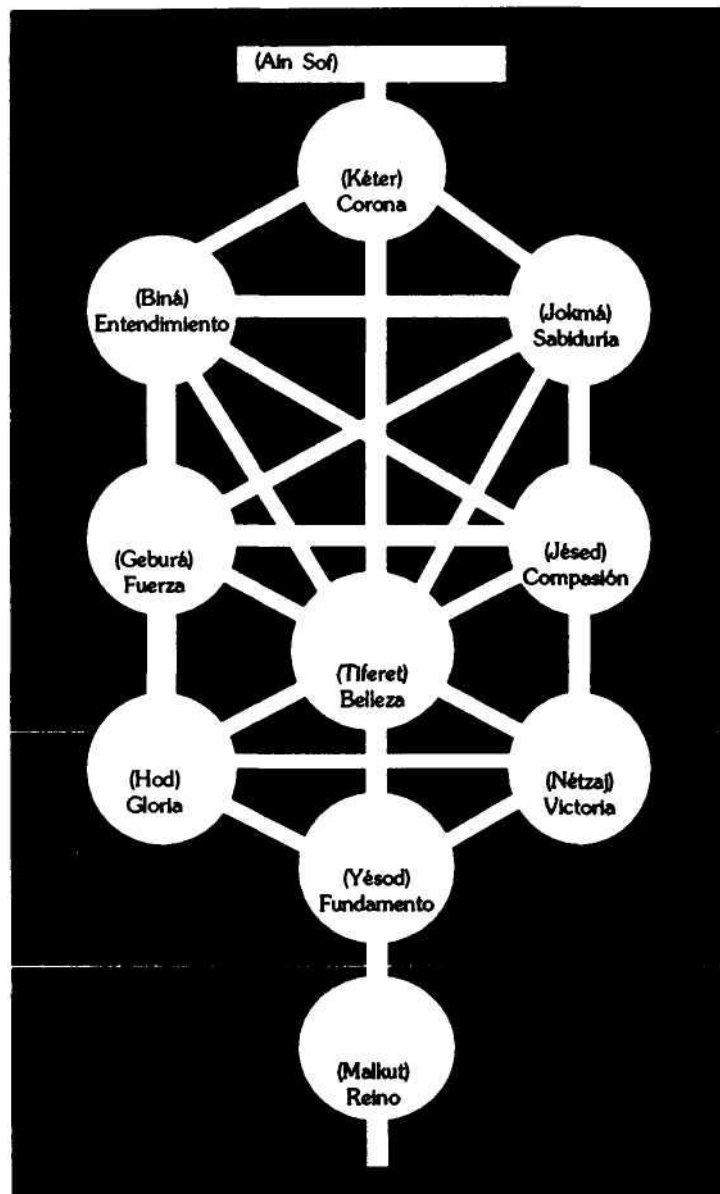 (Ain Sof)
(Kéter)
Corona
(Biná)
Entendimiento
(Jokmá)
Sabiduría
(Geburá)
Fuerza
(Jésed)
Compasión
(Tiferet)
Belleza
(Hod)
Gloria
(Nétzaj)
Victoria
(Yésod)
Fundamento
(Malkut)
Reino